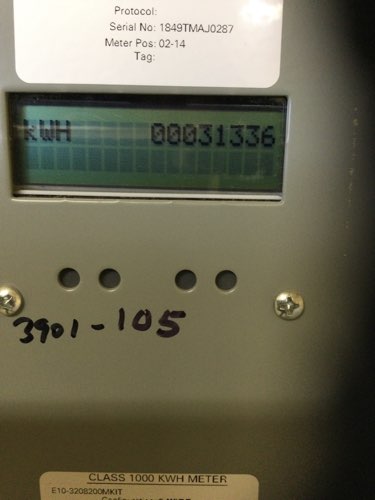 Protocol:
Serial No: 1849TMAJ0287
Meter Pos: 02-14
Tag:
kWH 00031336
3901-105
CLASS 1000 KWH METER
E10-3208200MKIT